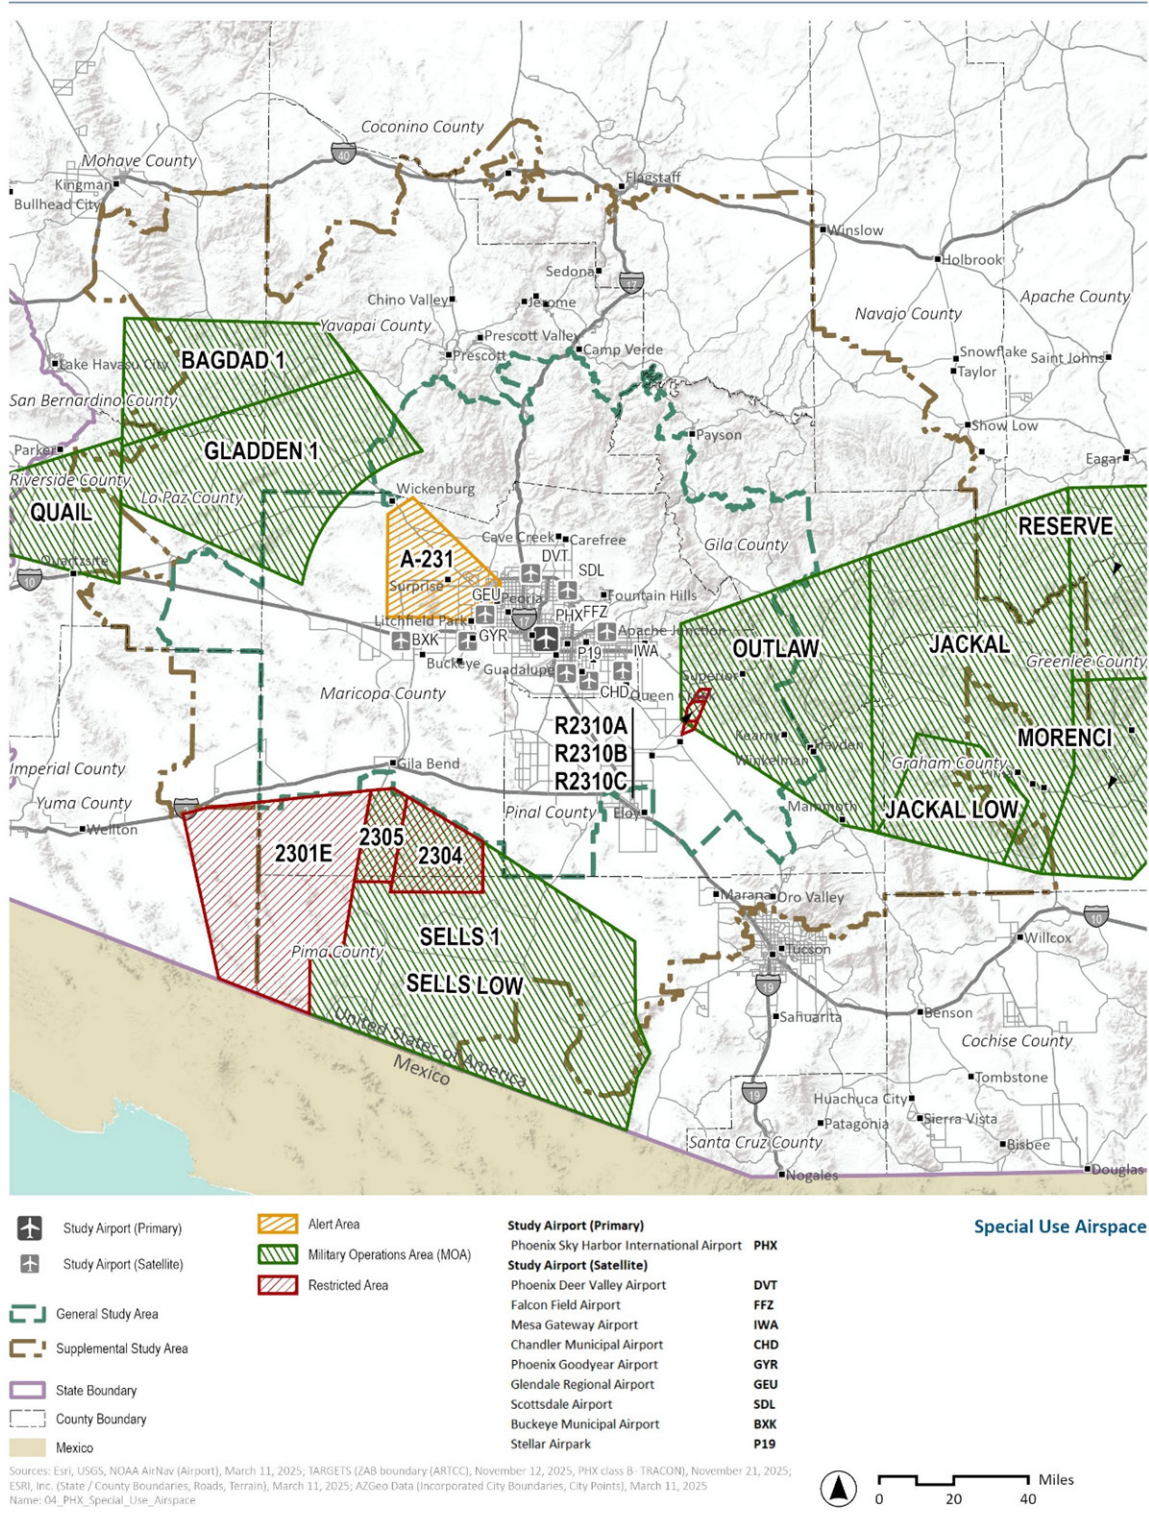 Coconino County
40
Mohave County
Kingman
Flagstaff
Bullhead City
Winslow
Holbrook
Sedona
17
Apache County
Chino Valley
Jerome
Navajo County
Yavapai County
Prescott Valley
Camp Verde
BAGDAD 1
Prescott
Snowflake
Saint Johns
Lake Havasu City
Taylor
San Bernardino County
Show Low
Payson
Parker
GLADDEN 1
Eagar
Riverside County
Wickenburg
La Paz County
QUAIL
RESERVE
Cave Creek
Carefree
Gila County
A-231
DVT
Quartzsite
SDL
10
Surprise
GEU
Peoria
Fountain Hills
Litchfield Park
17
PHX
FFZ
BXK
GYR
Apache Junction
JACKAL
OUTLAW
P19
IWA
Buckeye
Guadalupe
Greenlee County
Superior
Maricopa County
CHD
Queen Creek
R2310A
Kearny
MORENCI
Hayden
R2310B
Winkelman
Graham County
Imperial County
Gila Bend
Pima
R2310C
Yuma County
Pinal County
Mammoth
JACKAL LOW
Eloy
Wellton
2305
2301E
2304
Marana
Oro Valley
10
SELLS 1
Willcox
Pima County
Tucson
SELLS LOW
19
United States of America
Sahuarita
Benson
Mexico
Cochise County
Tombstone
19
Huachuca City
Patagonia
Sierra Vista
Santa Cruz County
Bisbee
Nogales
Douglas
Study Airport (Primary)
Study Airport (Satellite)
General Study Area
Supplemental Study Area
State Boundary
County Boundary
Mexico
Alert Area
Military Operations Area (MOA)
Restricted Area
Study Airport (Primary)
Phoenix Sky Harbor International Airport PHX
Study Airport (Satellite)
Phoenix Deer Valley Airport DVT
Falcon Field Airport FFZ
Mesa Gateway Airport IWA
Chandler Municipal Airport CHD
Phoenix Goodyear Airport GYR
Glendale Regional Airport GEU
Scottsdale Airport SDL
Buckeye Municipal Airport BXK
Stellar Airpark P19
Special Use Airspace
Sources: Esri, USGS, NOAA AirNav (Airport), March 11, 2025; TARGETS (ZAB boundary (ARTCC), November 12, 2025, PHX class B- TRACON), November 21, 2025;
ESRI, Inc. (State / County Boundaries, Roads, Terrain), March 11, 2025; AZGeo Data (Incorporated City Boundaries, City Points), March 11, 2025
Name: 04_PHX_Special_Use_Airspace
Miles
0 20 40